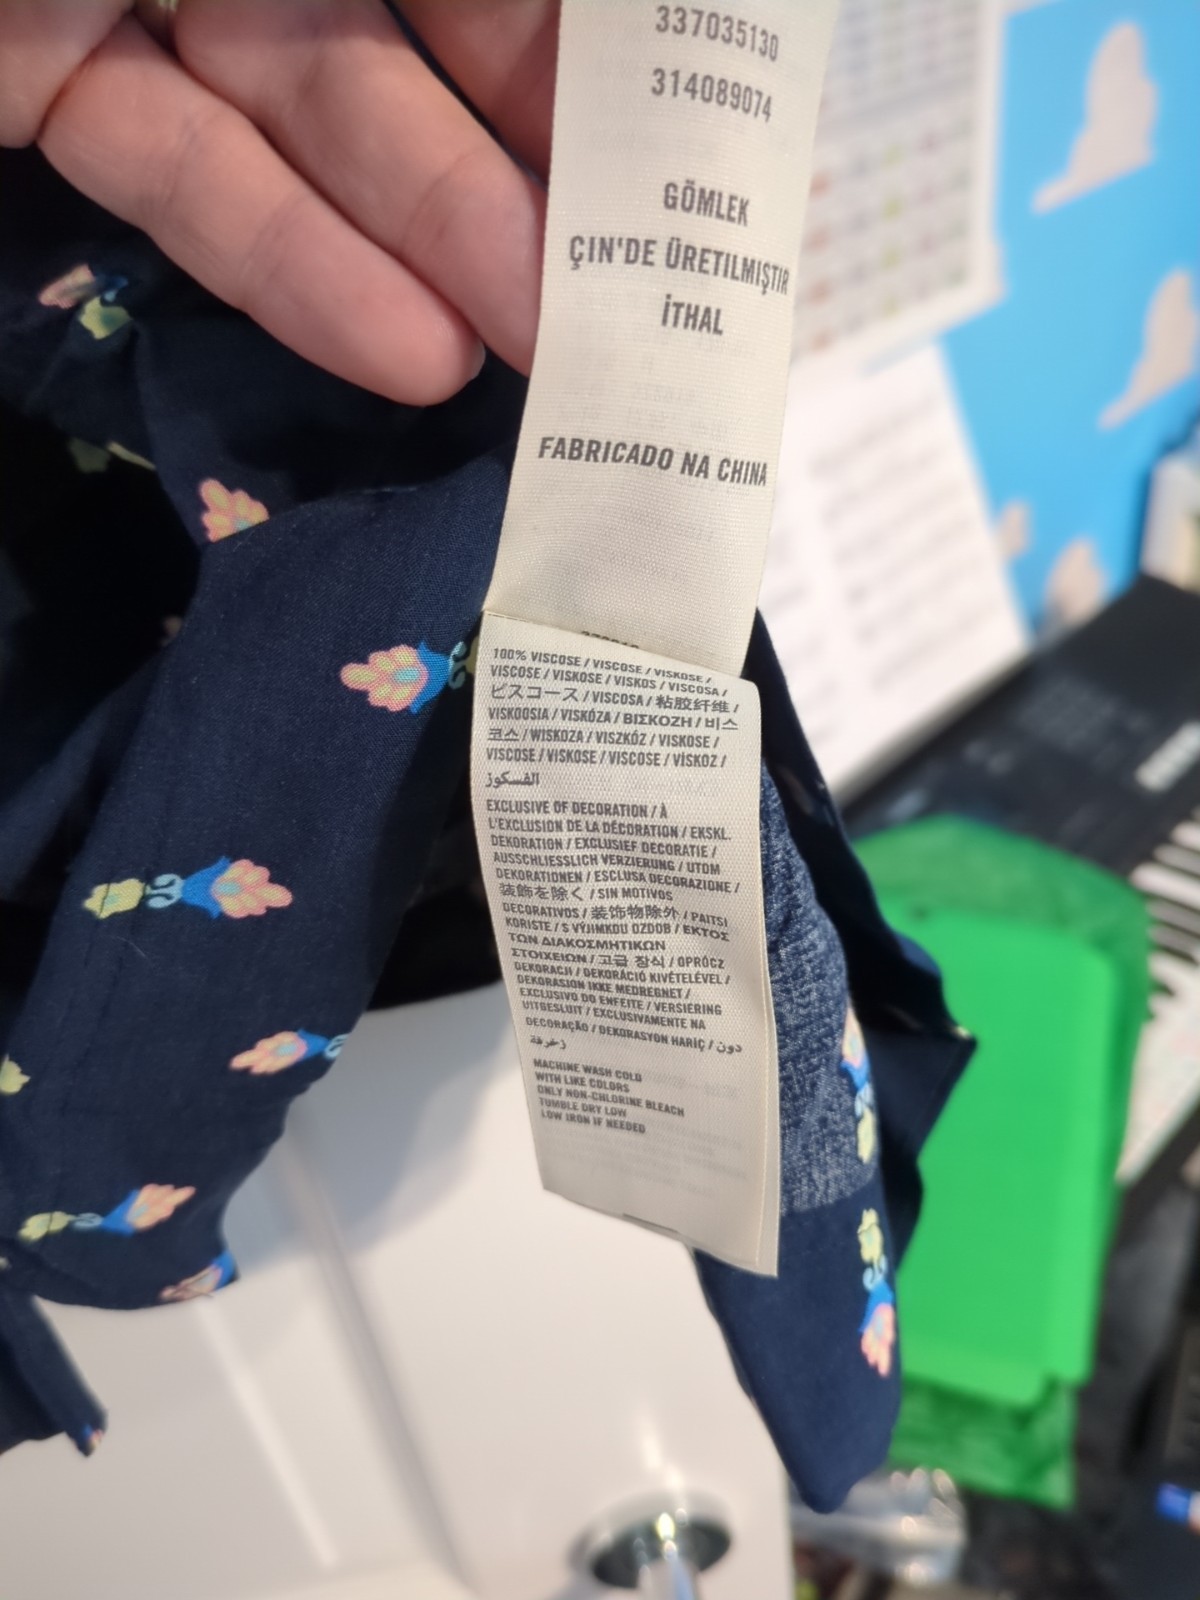 337035130
314089074
GÖMLEK
ÇIN'DE ÜRETILMIŞTIR
İTHAL
FABRICADO NA CHINA
100% VISCOSE / VISCOSE / VISKOSE /
VISCOSE / VISKOSE / VISKOS / VISCOSA /
ビスコース / VISCOSA / 粘胶纤维 /
VISKOOSIA / VISKÓZA / ΒΙΣΚΟΖΗ / 비스
코스 / WISKOZA / VISZKÓZ / VISKOSE /
VISCOSE / VISKOSE / VISCOSE / VİSKOZ /
الفسكوز
EXCLUSIVE OF DECORATION / À
L'EXCLUSION DE LA DÉCORATION / EKSKL.
DEKORATION / EXCLUSIEF DECORATIE /
AUSSCHLIESSLICH VERZIERUNG / UTOM
DEKORATIONEN / ESCLUSA DECORAZIONE /
装飾を除く / SIN MOTIVOS
DECORATIVOS / 装饰物除外 / PAITSI
KORISTE / S VÝJIMKOU OZDOB / ΕΚΤΟΣ
ΤΩΝ ΔΙΑΚΟΣΜΗΤΙΚΩΝ
ΣΤΟΙΧΕΙΩΝ / 고급 장식 / OPRÓCZ
DEKORACJI / DEKORÁCIÓ KIVÉTELÉVEL /
DEKORASJON IKKE MEDREGNET /
EXCLUSIVO DO ENFEITE / VERSIERING
UITGESLUIT / EXCLUSIVAMENTE NA
DECORAÇÃO / DEKORASYON HARİÇ / دون
زخرفة
MACHINE WASH COLD
WITH LIKE COLORS
ONLY NON-CHLORINE BLEACH
TUMBLE DRY LOW
LOW IRON IF NEEDED